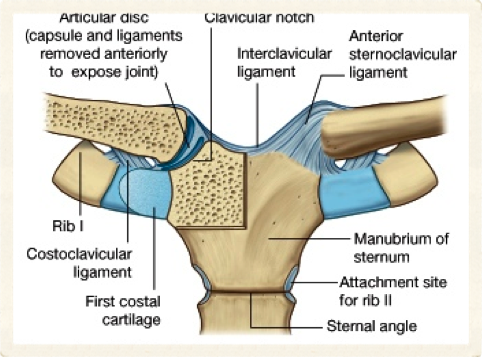 Articular disc
(capsule and ligaments
removed anteriorly
to expose joint)
Clavicular notch
Interclavicular
ligament
Anterior
sternoclavicular
ligament
Rib I
Costoclavicular
ligament
First costal
cartilage
Manubrium of
sternum
Attachment site
for rib II
Sternal angle